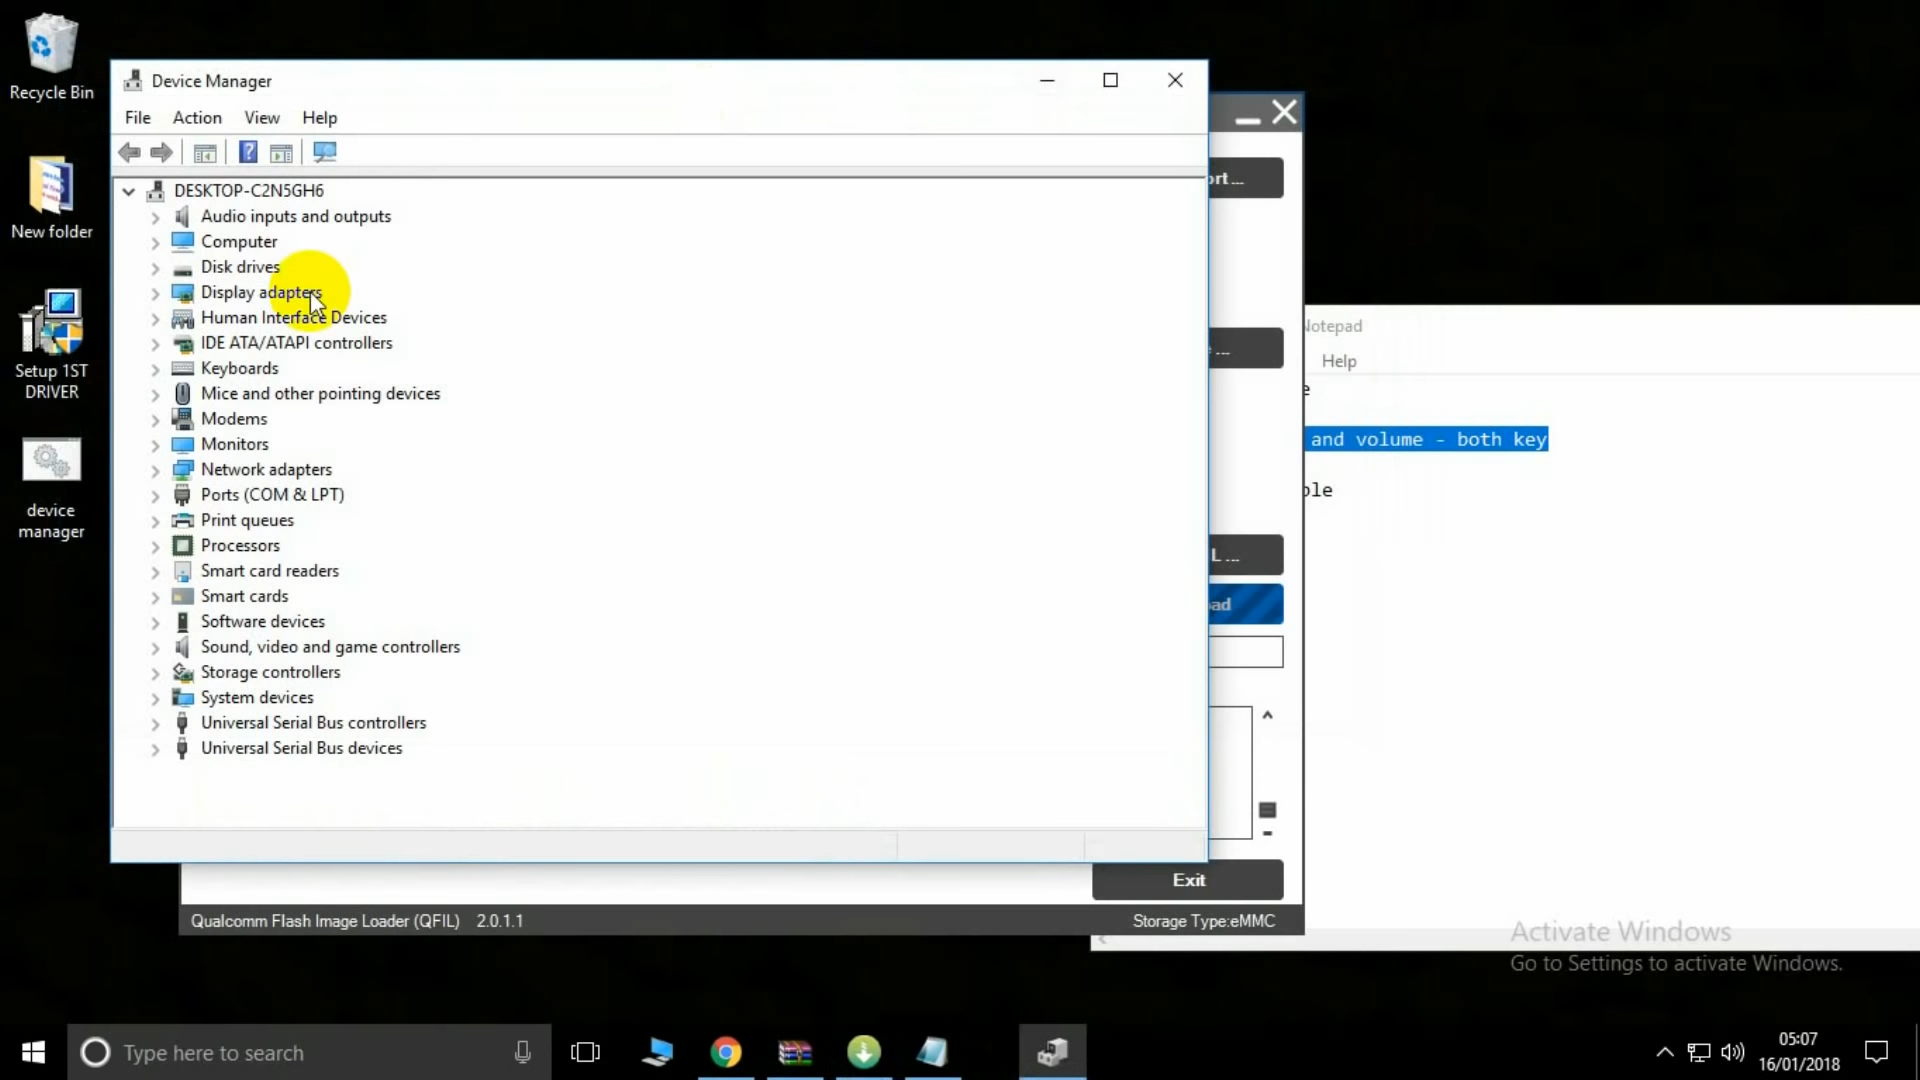 Recycle Bin
New folder
Setup 1ST
DRIVER
device
manager
Device Manager
File Action View Help
DESKTOP-C2N5GH6
Audio inputs and outputs
Computer
Disk drives
Display adapters
Human Interface Devices
IDE ATA/ATAPI controllers
Keyboards
Mice and other pointing devices
Modems
Monitors
Network adapters
Ports (COM & LPT)
Print queues
Processors
Smart card readers
Smart cards
Software devices
Sound, video and game controllers
Storage controllers
System devices
Universal Serial Bus controllers
Universal Serial Bus devices
Exit
Qualcomm Flash Image Loader (QFIL) 2.0.1.1
Storage Type:eMMC
Notepad
Help
and volume - both key
Activate Windows
Go to Settings to activate Windows.
Type here to search
05:07
16/01/2018